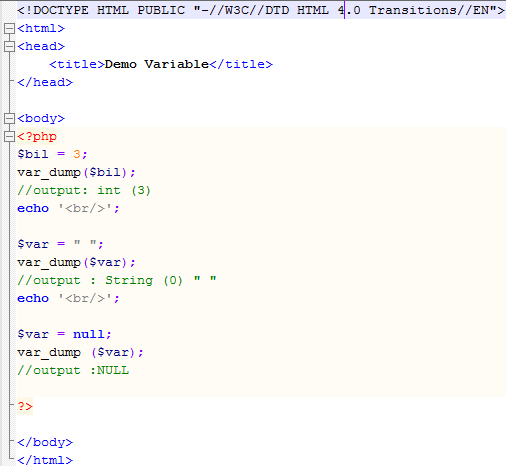 <!DOCTYPE HTML PUBLIC "-//W3C//DTD HTML 4.0 Transitions//EN">
<html>
<head>
    <title>Demo Variable</title>
</head>
<body>
<?php
$bil = 3;
var_dump($bil);
//output: int (3)
echo '<br/>';
$var = " ";
var_dump($var);
//output : String (0) " "
echo '<br/>';
$var = null;
var_dump ($var);
//output :NULL
?>
</body>
</html>